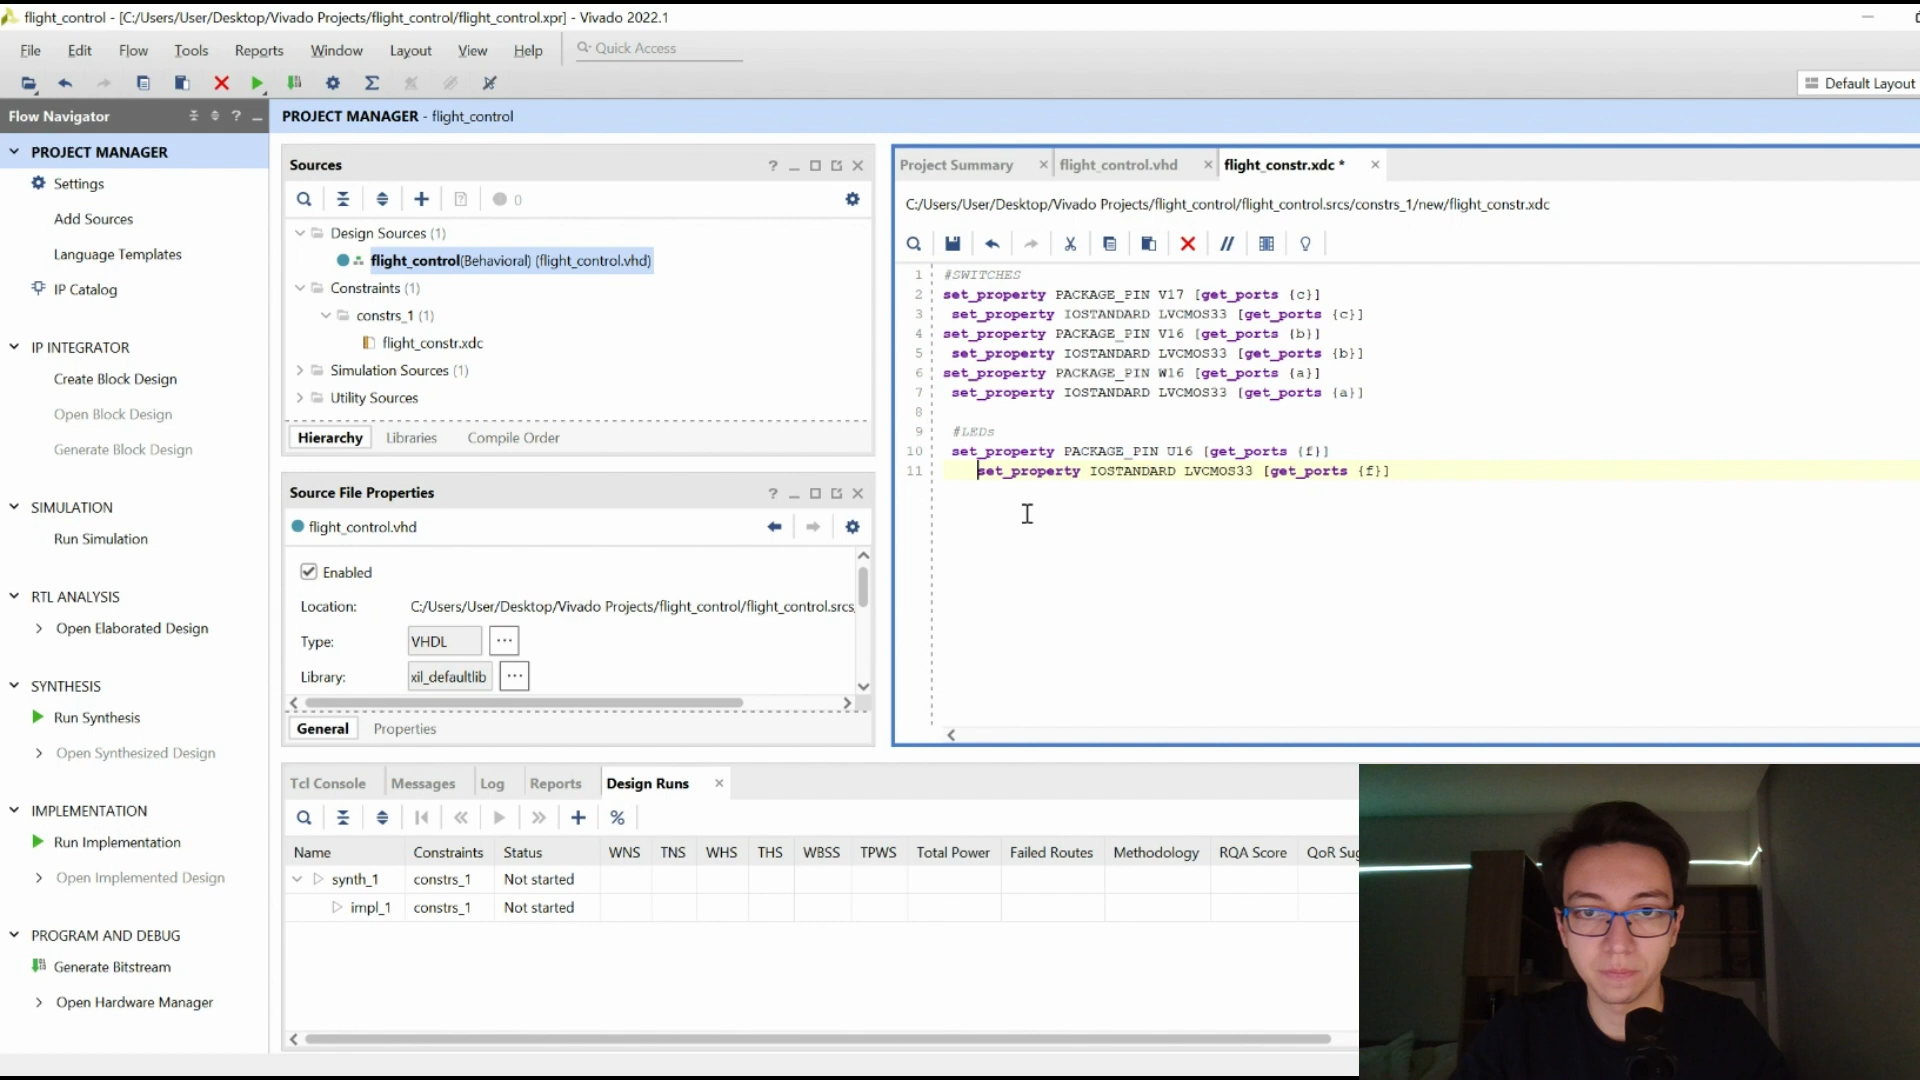 flight_control - [C:/Users/User/Desktop/Vivado Projects/flight_control/flight_control.xpr] - Vivado 2022.1
File Edit Flow Tools Reports Window Layout View Help Quick Access
Default Layout
Flow Navigator
PROJECT MANAGER - flight_control
PROJECT MANAGER
Settings
Add Sources
Language Templates
IP Catalog
IP INTEGRATOR
Create Block Design
Open Block Design
Generate Block Design
SIMULATION
Run Simulation
RTL ANALYSIS
Open Elaborated Design
SYNTHESIS
Run Synthesis
Open Synthesized Design
IMPLEMENTATION
Run Implementation
Open Implemented Design
PROGRAM AND DEBUG
Generate Bitstream
Open Hardware Manager
Sources
0
Design Sources (1)
flight_control(Behavioral) (flight_control.vhd)
Constraints (1)
constrs_1 (1)
flight_constr.xdc
Simulation Sources (1)
Utility Sources
Hierarchy Libraries Compile Order
Source File Properties
flight_control.vhd
Enabled
Location: C:/Users/User/Desktop/Vivado Projects/flight_control/flight_control.srcs
Type: VHDL ...
Library: xil_defaultlib ...
General Properties
Project Summary flight_control.vhd flight_constr.xdc *
C:/Users/User/Desktop/Vivado Projects/flight_control/flight_control.srcs/constrs_1/new/flight_constr.xdc
1 #SWITCHES
2 set_property PACKAGE_PIN V17 [get_ports {c}]
3 set_property IOSTANDARD LVCMOS33 [get_ports {c}]
4 set_property PACKAGE_PIN V16 [get_ports {b}]
5 set_property IOSTANDARD LVCMOS33 [get_ports {b}]
6 set_property PACKAGE_PIN W16 [get_ports {a}]
7 set_property IOSTANDARD LVCMOS33 [get_ports {a}]
8
9 #LEDs
10 set_property PACKAGE_PIN U16 [get_ports {f}]
11 set_property IOSTANDARD LVCMOS33 [get_ports {f}]
Tcl Console Messages Log Reports Design Runs
Name Constraints Status WNS TNS WHS THS WBSS TPWS Total Power Failed Routes Methodology RQA Score QoR Sug
synth_1 constrs_1 Not started
impl_1 constrs_1 Not started